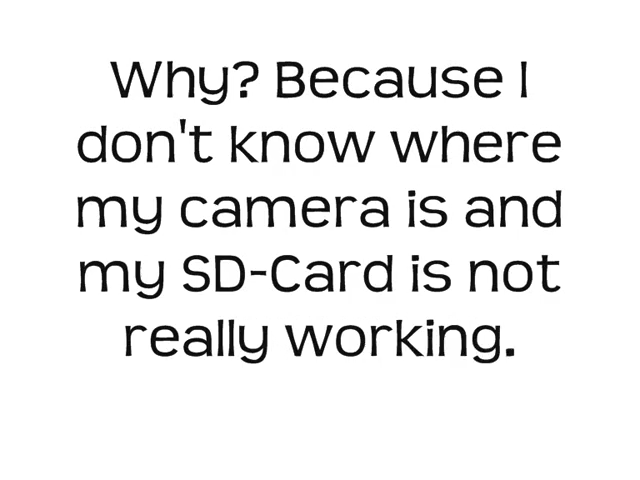 Why? Because I
don't know where
my camera is and
my SD-Card is not
really working.